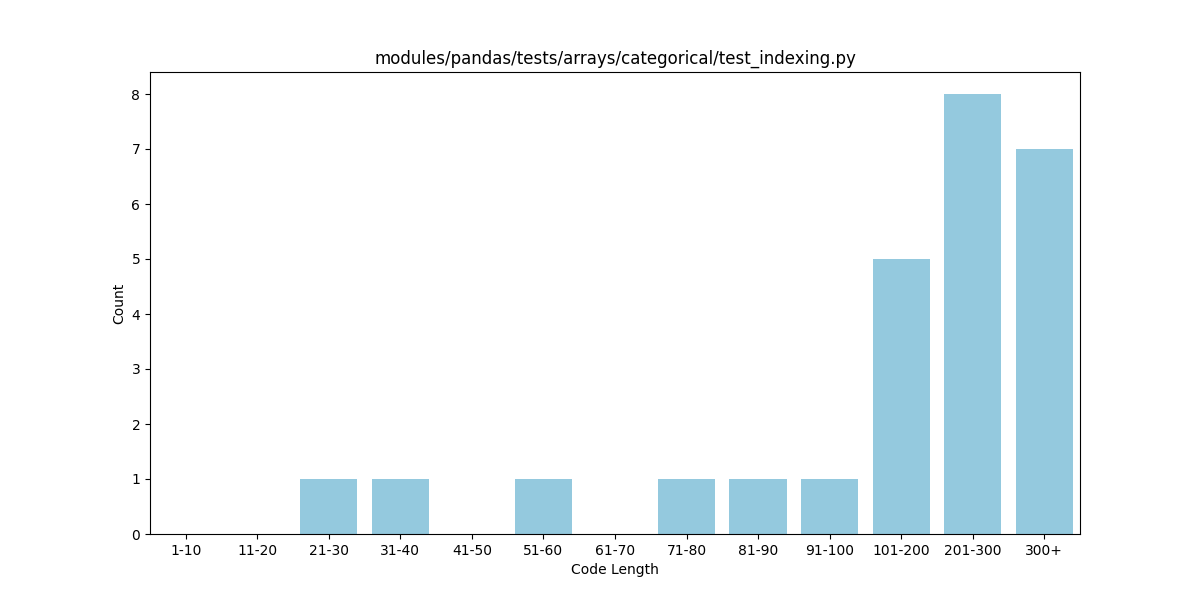 modules/pandas/tests/arrays/categorical/test_indexing.py
8
7
6
5
4
3
2
1
0
Count
1-10 11-20 21-30 31-40 41-50 51-60 61-70 71-80 81-90 91-100 101-200 201-300 300+
Code Length